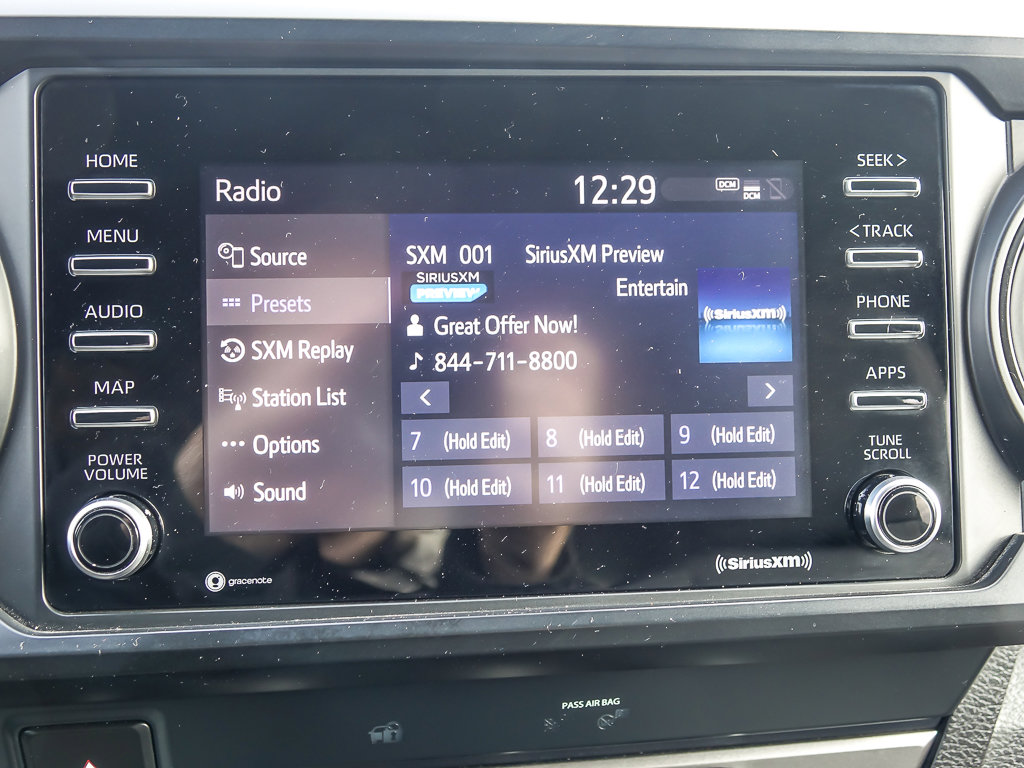 HOME
MENU
AUDIO
MAP
POWER
VOLUME
Radio
12:29
DCM
DCM
Source
Presets
SXM Replay
Station List
Options
Sound
SXM 001 SiriusXM Preview
SIRIUSXM
PREVIEW
Entertain
Great Offer Now!
844-711-8800
((SiriusXM))
<
>
7 (Hold Edit)
8 (Hold Edit)
9 (Hold Edit)
10 (Hold Edit)
11 (Hold Edit)
12 (Hold Edit)
SEEK >
< TRACK
PHONE
APPS
TUNE
SCROLL
gracenote
((SiriusXM))
PASS AIR BAG